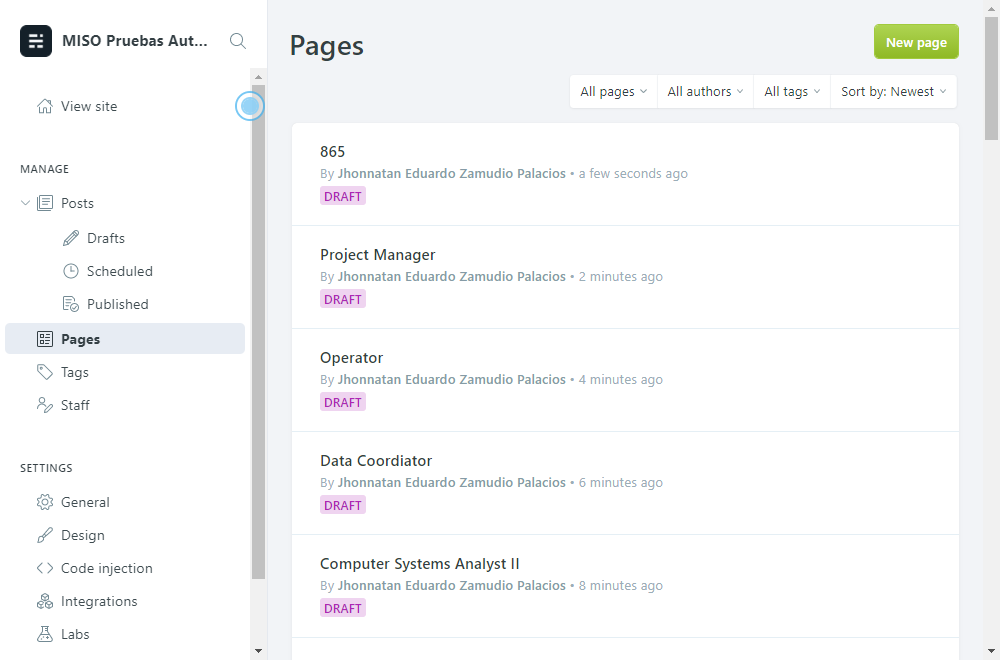 MISO Pruebas Aut...
View site
MANAGE
Posts
Drafts
Scheduled
Published
Pages
Tags
Staff
SETTINGS
General
Design
Code injection
Integrations
Labs
Pages
New page
All pages
All authors
All tags
Sort by: Newest
865
By Jhonnatan Eduardo Zamudio Palacios • a few seconds ago
DRAFT
Project Manager
By Jhonnatan Eduardo Zamudio Palacios • 2 minutes ago
DRAFT
Operator
By Jhonnatan Eduardo Zamudio Palacios • 4 minutes ago
DRAFT
Data Coordiator
By Jhonnatan Eduardo Zamudio Palacios • 6 minutes ago
DRAFT
Computer Systems Analyst II
By Jhonnatan Eduardo Zamudio Palacios • 8 minutes ago
DRAFT